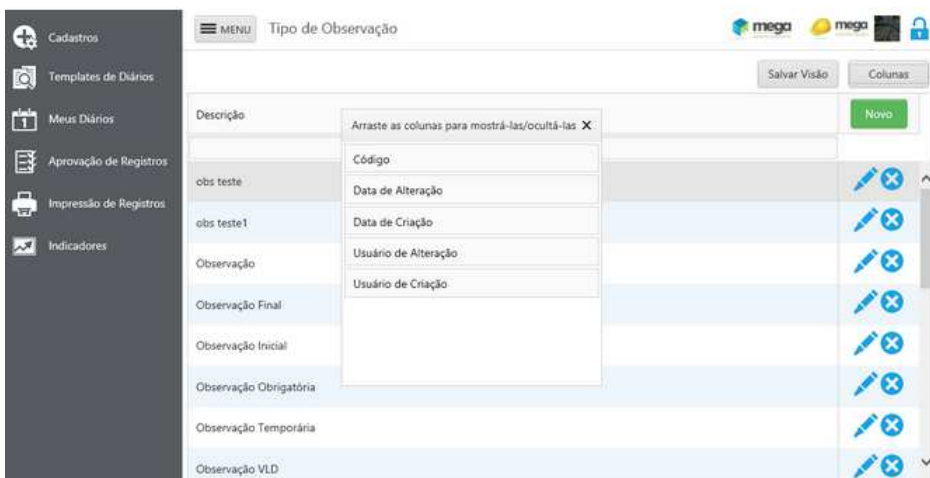 Cadastros
Templates de Diários
Meus Diários
Aprovação de Registros
Impressão de Registros
Indicadores
MENU
Tipo de Observação
mega
mega
Salvar Visão
Colunas
Descrição
Novo
Arraste as colunas para mostrá-las/ocultá-las X
Código
Data de Alteração
Data de Criação
Usuário de Alteração
Usuário de Criação
obs teste
obs teste1
Observação
Observação Final
Observação Inicial
Observação Obrigatória
Observação Temporária
Observação VLD